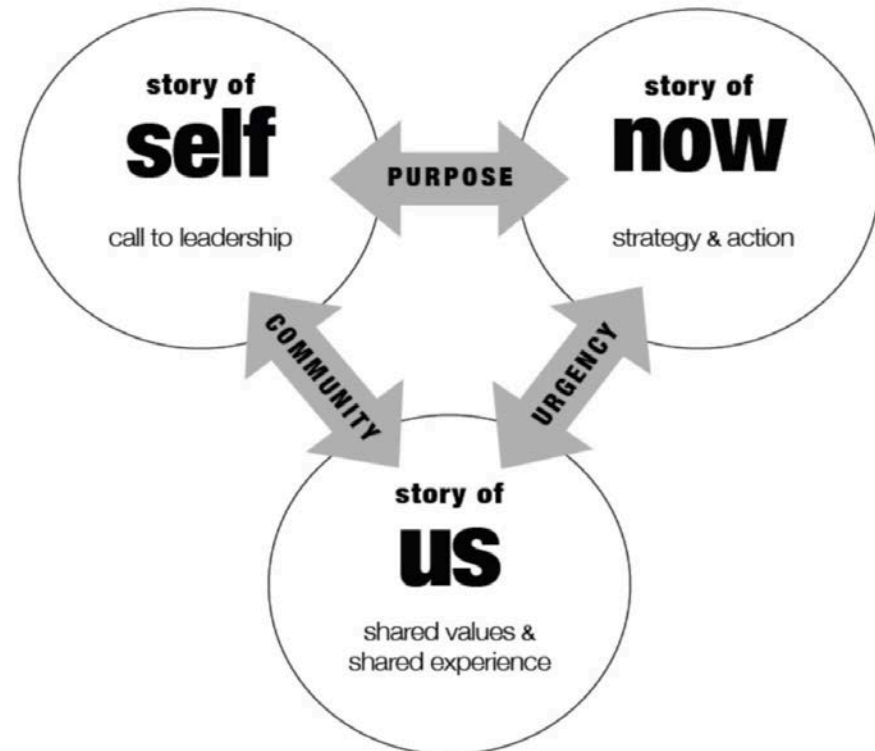 story of
self
call to leadership
PURPOSE
story of
now
strategy & action
COMMUNITY
URGENCY
story of
us
shared values &
shared experience